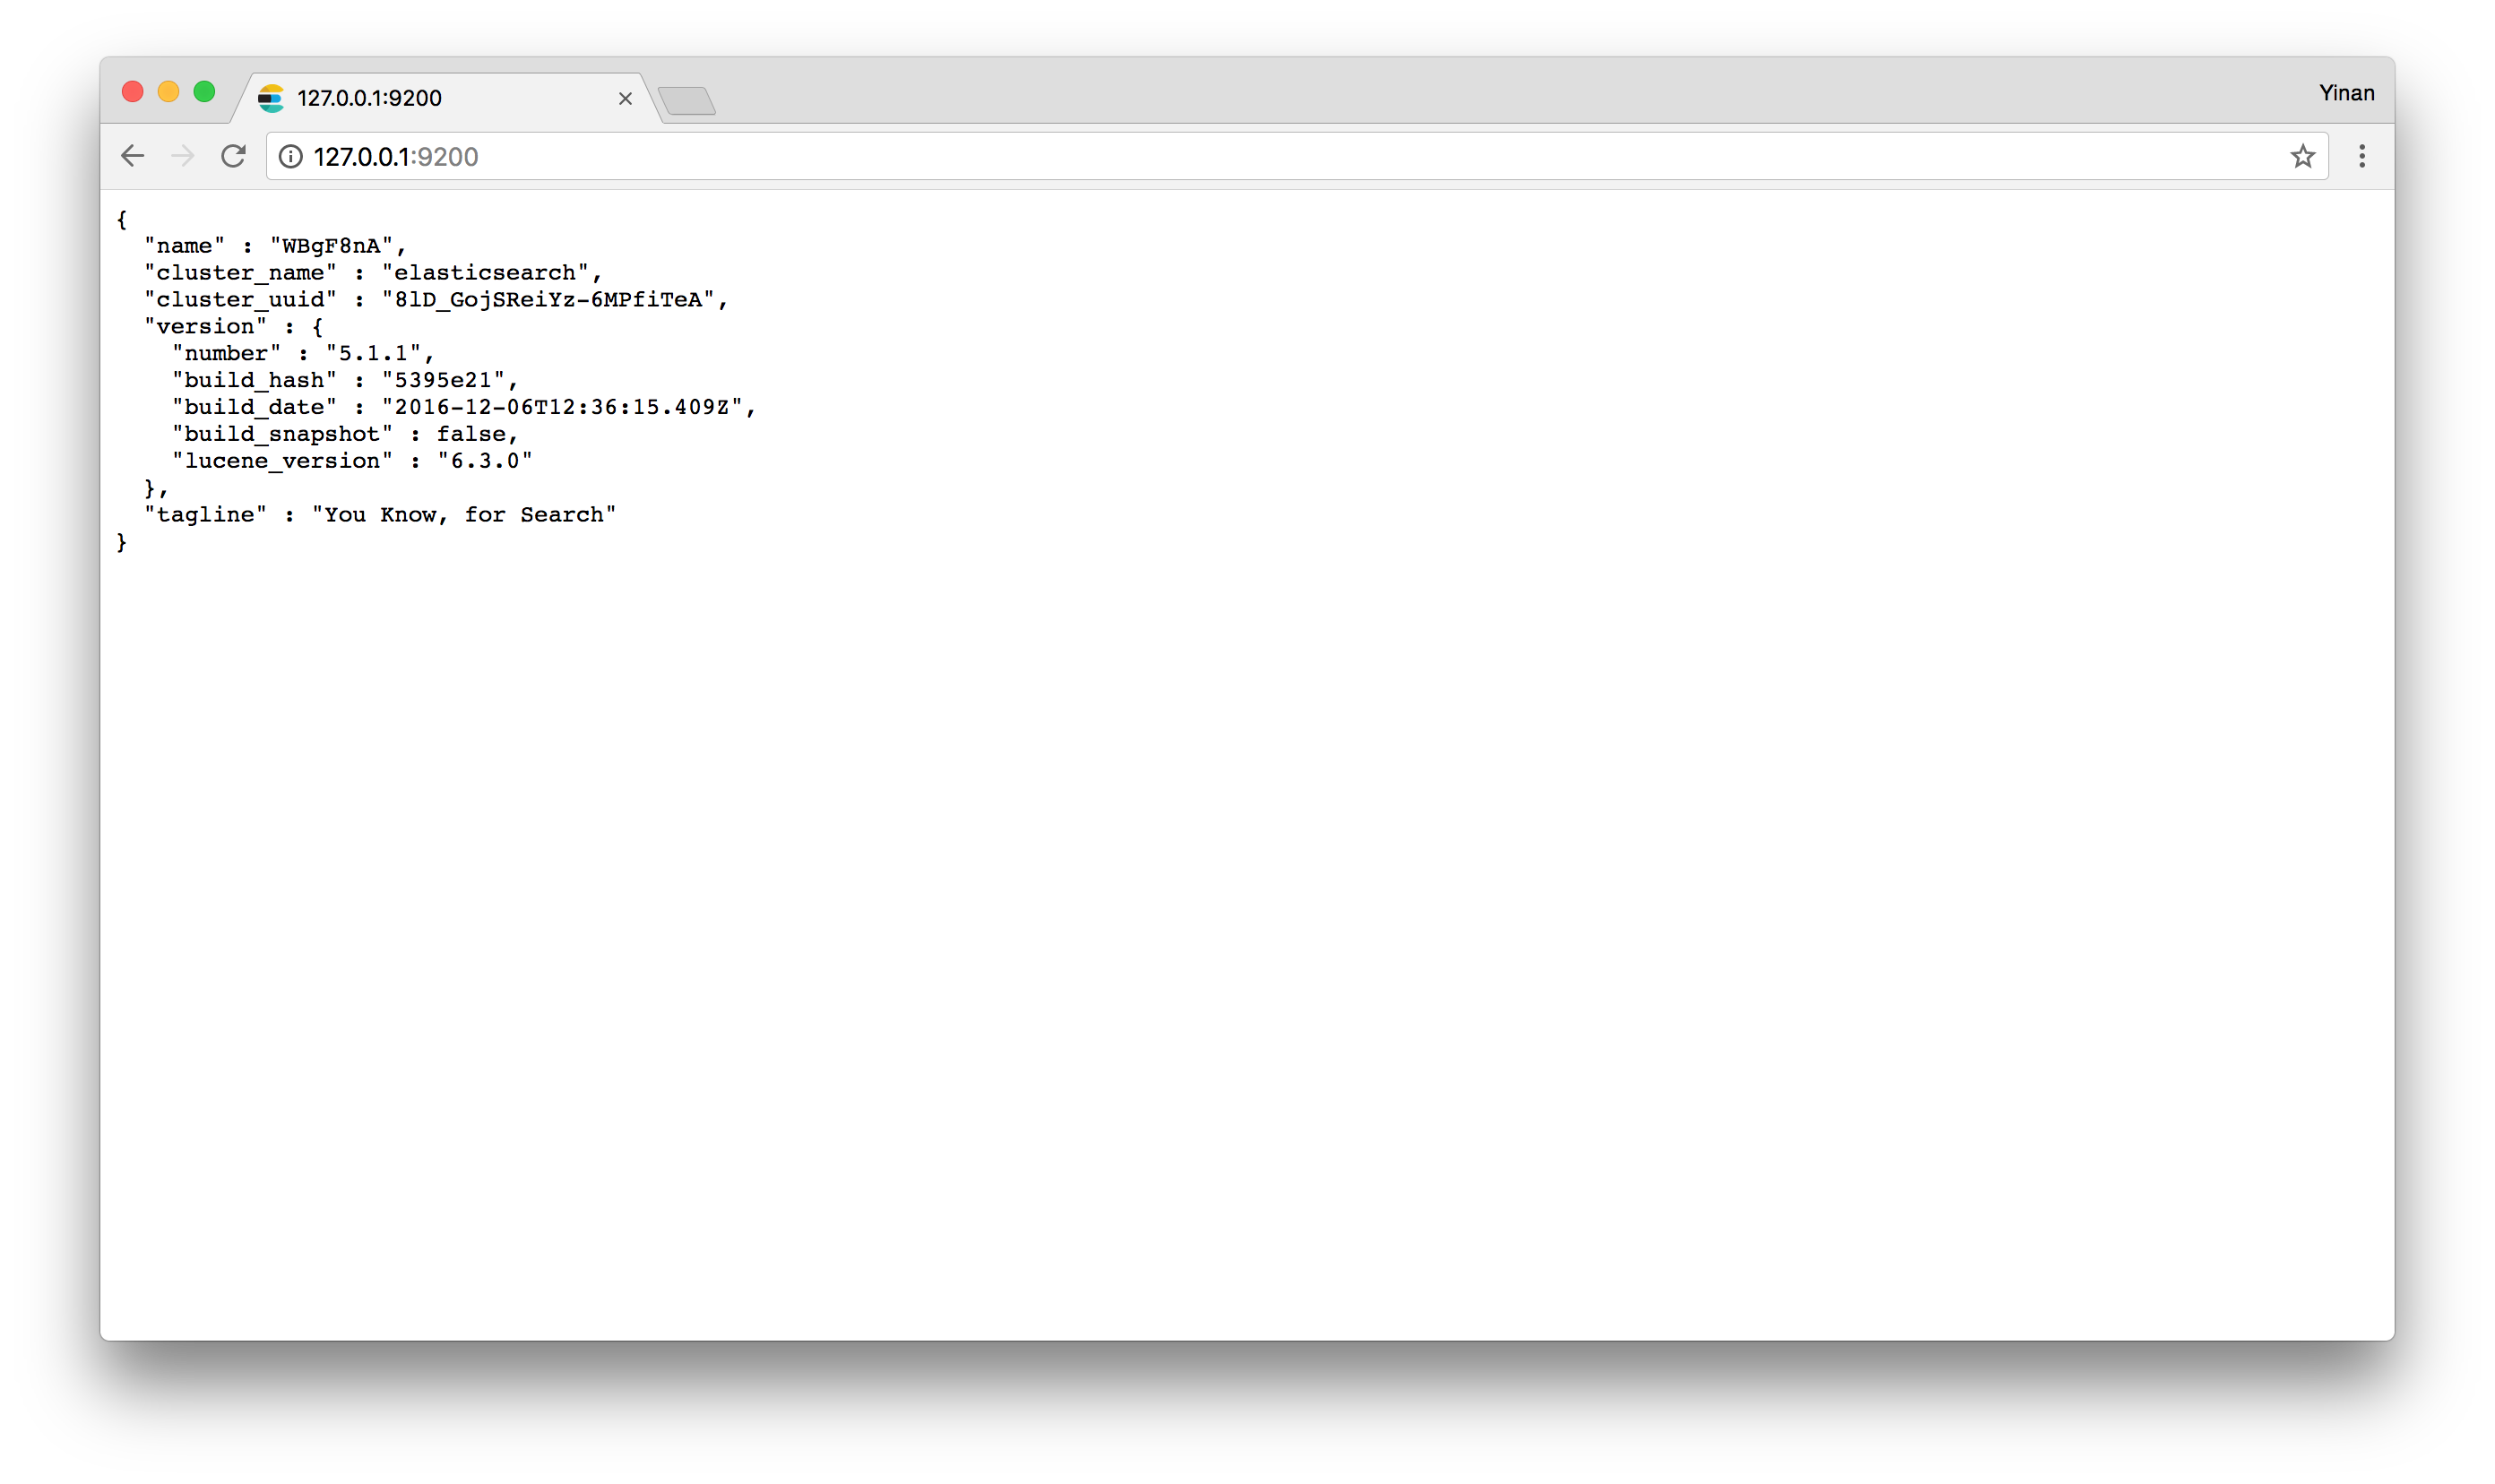 127.0.0.1:9200
Yinan
127.0.0.1:9200
{
  "name" : "WBgF8nA",
  "cluster_name" : "elasticsearch",
  "cluster_uuid" : "8lD_GojSReiYz-6MPfiTeA",
  "version" : {
    "number" : "5.1.1",
    "build_hash" : "5395e21",
    "build_date" : "2016-12-06T12:36:15.409Z",
    "build_snapshot" : false,
    "lucene_version" : "6.3.0"
  },
  "tagline" : "You Know, for Search"
}